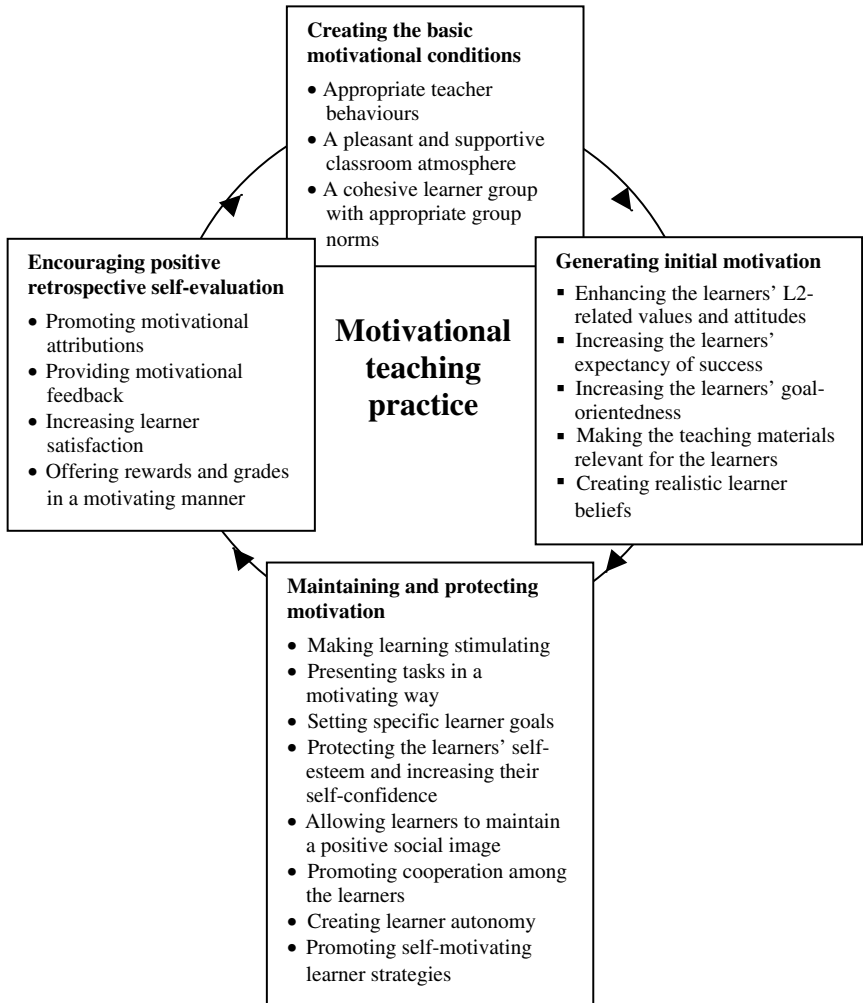 Creating the basic
motivational conditions
• Appropriate teacher
behaviours
• A pleasant and supportive
classroom atmosphere
• A cohesive learner group
with appropriate group
norms
Encouraging positive
retrospective self-evaluation
• Promoting motivational
attributions
• Providing motivational
feedback
• Increasing learner
satisfaction
• Offering rewards and grades
in a motivating manner
Motivational
teaching
practice
Generating initial motivation
▪ Enhancing the learners’ L2-
related values and attitudes
▪ Increasing the learners’
expectancy of success
▪ Increasing the learners’ goal-
orientedness
▪ Making the teaching materials
relevant for the learners
▪ Creating realistic learner
beliefs
Maintaining and protecting
motivation
• Making learning stimulating
• Presenting tasks in a
motivating way
• Setting specific learner goals
• Protecting the learners’ self-
esteem and increasing their
self-confidence
• Allowing learners to maintain
a positive social image
• Promoting cooperation among
the learners
• Creating learner autonomy
• Promoting self-motivating
learner strategies